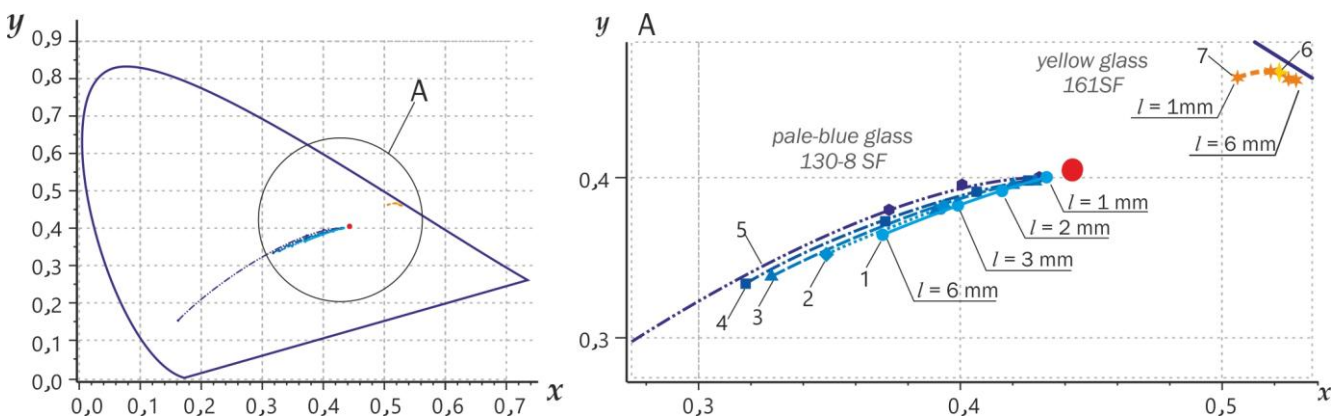 y
0,9
0,8
0,7
0,6
0,5
0,4
0,3
0,2
0,1
0,0
0,0 0,1 0,2 0,3 0,4 0,5 0,6 0,7 x
A
y A
0,4
0,3
0,3 0,4 0,5 x
yellow glass
161SF
7 6
l = 1mm
l = 6 mm
pale-blue glass
130-8 SF
l = 1 mm
l = 2 mm
l = 3 mm
l = 6 mm
5
4 3 2 1